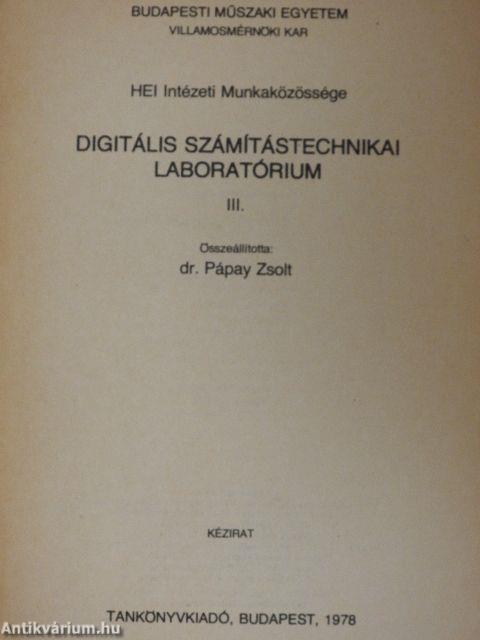 BUDAPESTI MŰSZAKI EGYETEM
VILLAMOSMÉRNÖKI KAR
HEI Intézeti Munkaközössége
DIGITÁLIS SZÁMÍTÁSTECHNIKAI
LABORATÓRIUM
III.
Összeállította:
dr. Pápay Zsolt
KÉZIRAT
TANKÖNYVKIADÓ, BUDAPEST, 1978
Antikvárium.hu